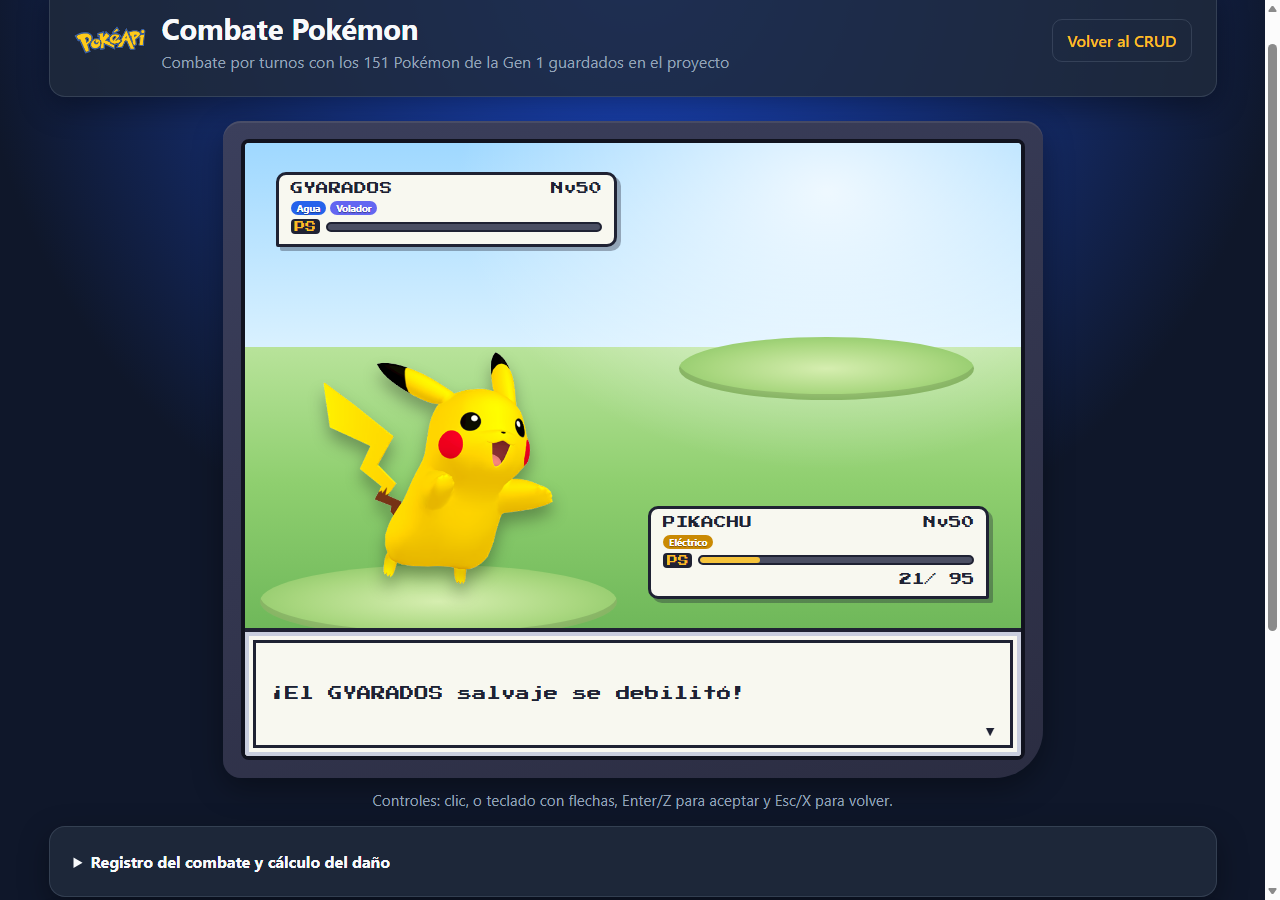 PokéApi
Combate Pokémon
Combate por turnos con los 151 Pokémon de la Gen 1 guardados en el proyecto
Volver al CRUD
GYARADOS Nv50
Agua Volador
PS
PIKACHU Nv50
Eléctrico
PS
21/ 95
¡El GYARADOS salvaje se debilitó!
▼
Controles: clic, o teclado con flechas, Enter/Z para aceptar y Esc/X para volver.
▶ Registro del combate y cálculo del daño